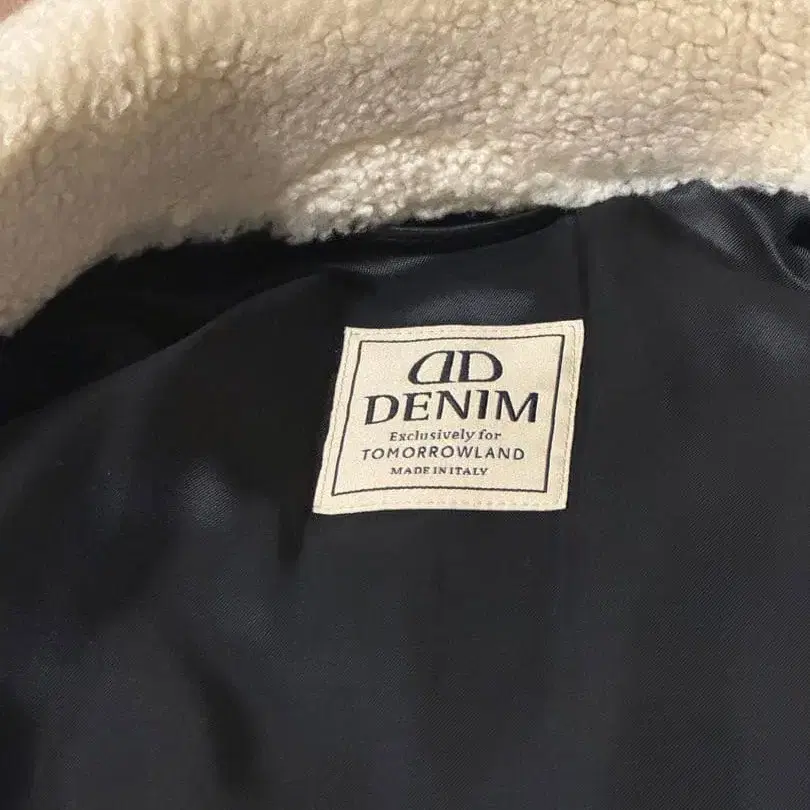 DD
DENIM
Exclusively for
TOMORROWLAND
MADE IN ITALY